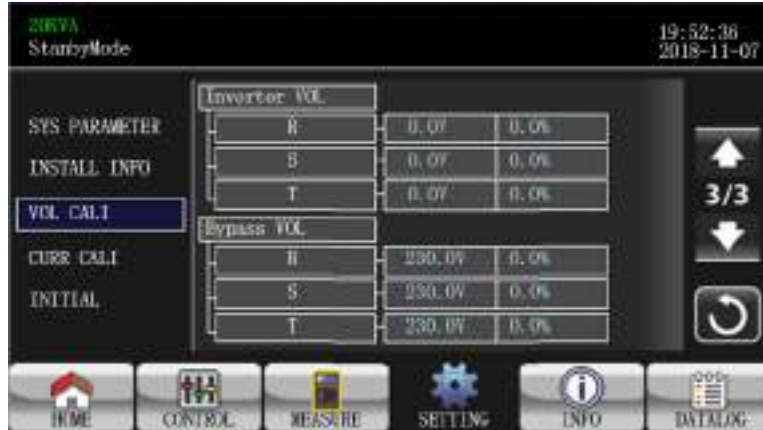 20KVA
StanbyMode
19:52:36
2018-11-07
SYS PARAMETER
INSTALL INFO
VOL CALI
CURR CALI
INITIAL
Inverter VOL
R 0.0V 0.0%
S 0.0V 0.0%
T 0.0V 0.0%
Bypass VOL
R 230.0V 0.0%
S 230.0V 0.0%
T 230.0V 0.0%
3/3
HOME
CONTROL
MEASURE
SETTING
INFO
DATALOG